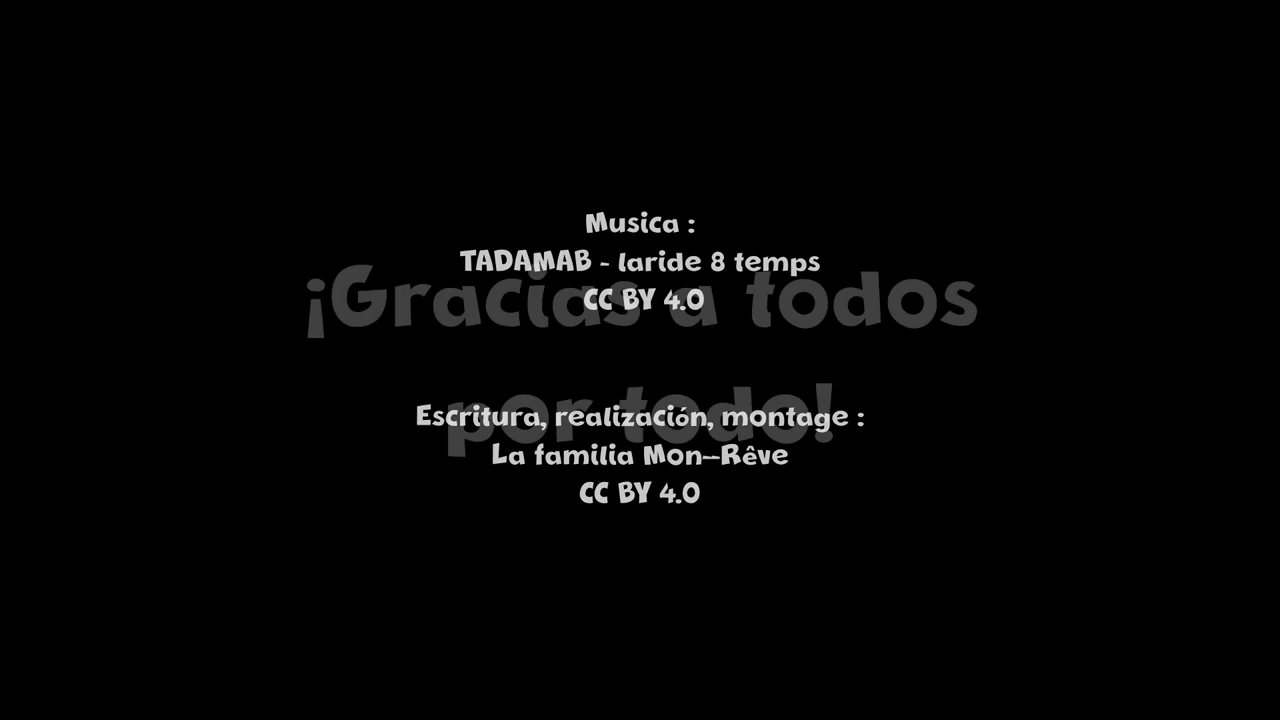 Musica :
TADAMAB - laride 8 temps
CC BY 4.0
¡Gracias a todos
por todo!
Escritura, realización, montage :
La familia Mon–Rêve
CC BY 4.0